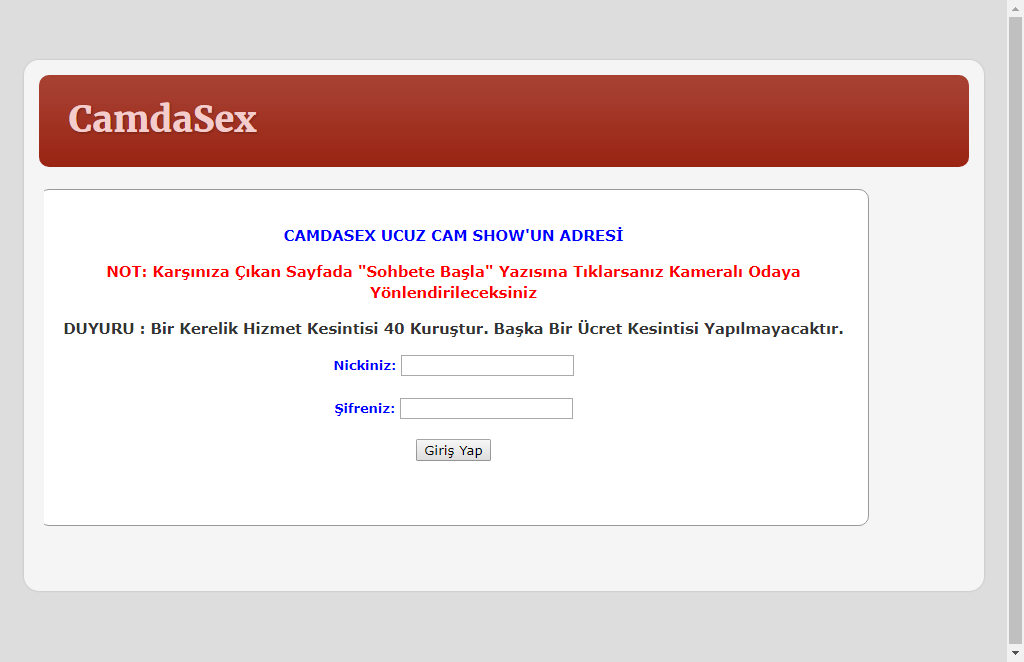 CamdaSex
CAMDASEX UCUZ CAM SHOW'UN ADRESİ
NOT: Karşınıza Çıkan Sayfada "Sohbete Başla" Yazısına Tıklarsanız Kameralı Odaya
Yönlendirileceksiniz
DUYURU : Bir Kerelik Hizmet Kesintisi 40 Kuruştur. Başka Bir Ücret Kesintisi Yapılmayacaktır.
Nickiniz:
Şifreniz:
Giriş Yap